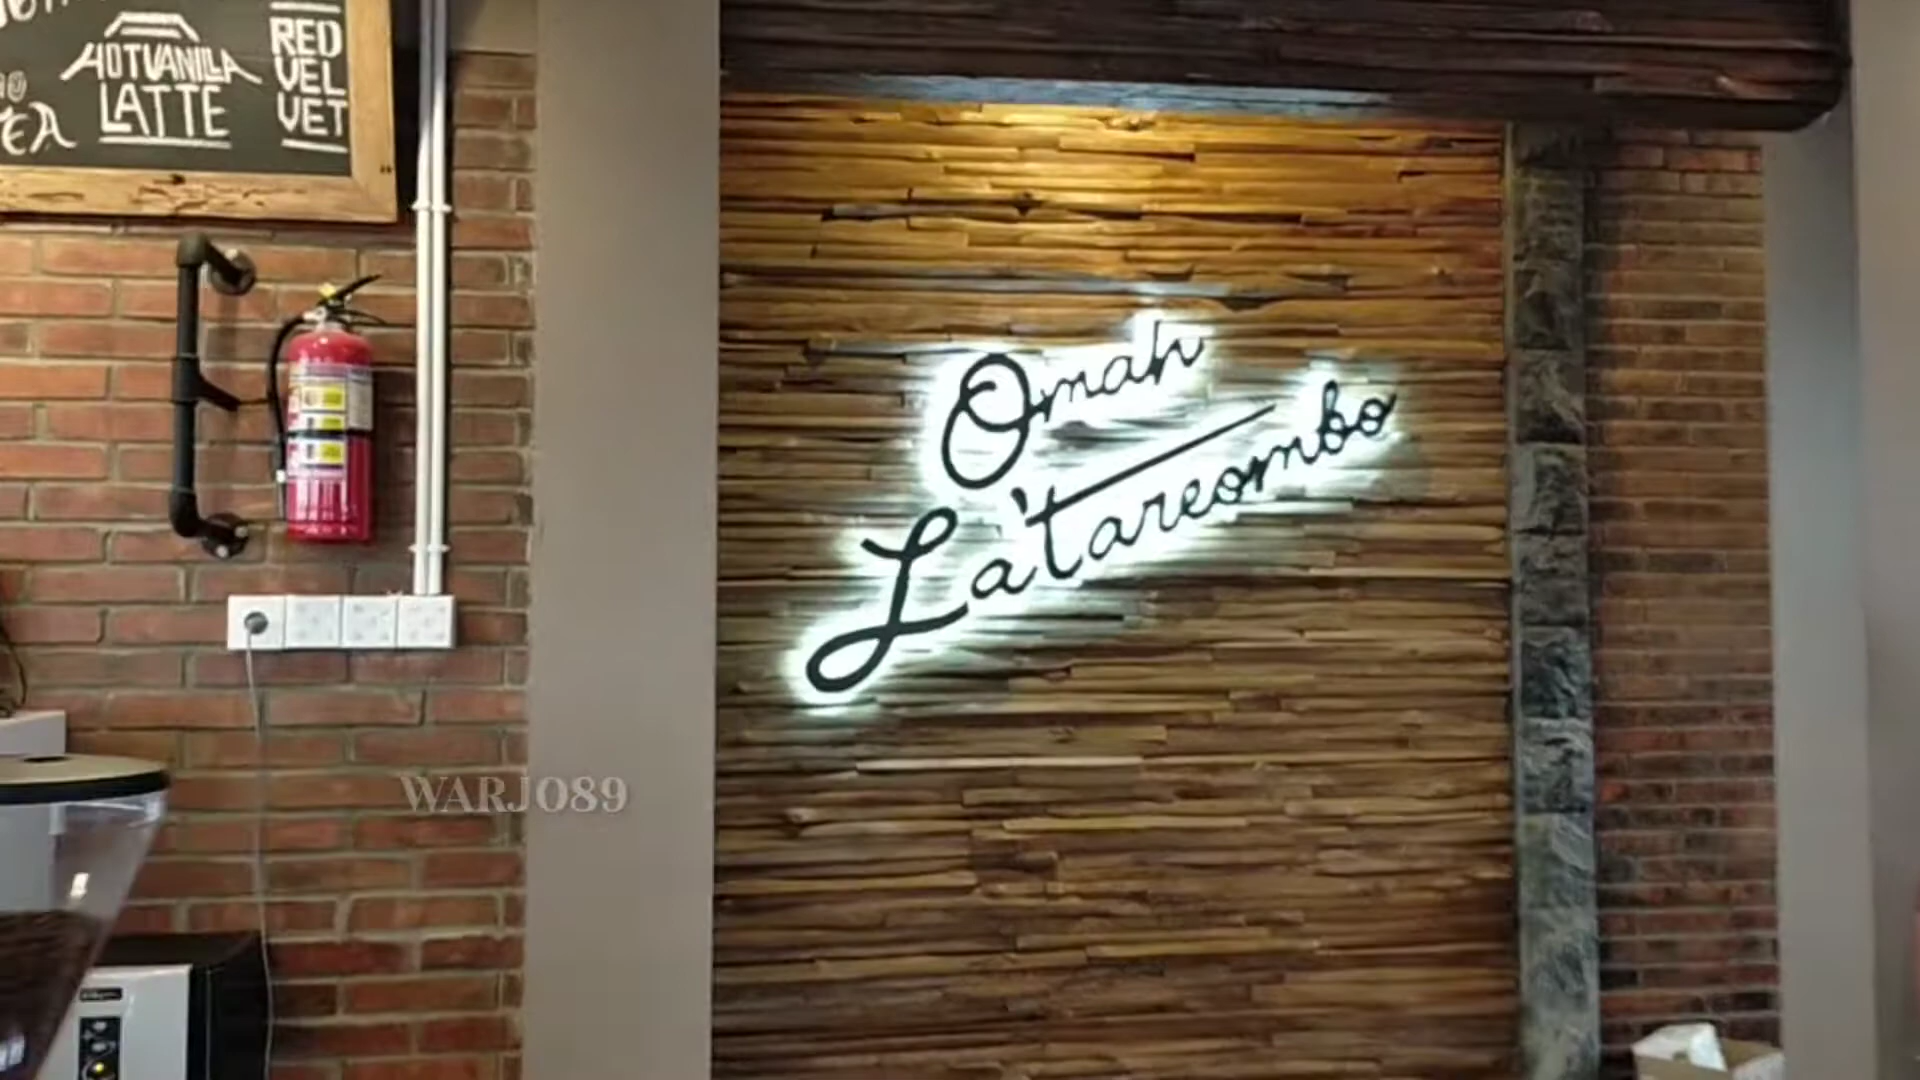 HOT VANILLA
LATTE
RED
VEL
VET
Omah
La'tareombo
WARJO89